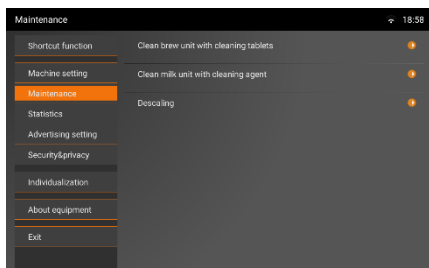 Maintenance
18:58
Shortcut function
Machine setting
Maintenance
Statistics
Advertising setting
Security&privacy
Individualization
About equipment
Exit
Clean brew unit with cleaning tablets
Clean milk unit with cleaning agent
Descaling